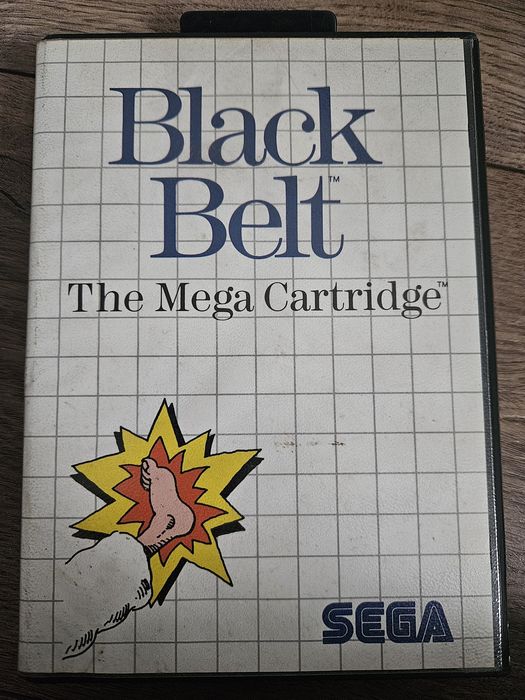 Black
Belt™
The Mega Cartridge™
SEGA